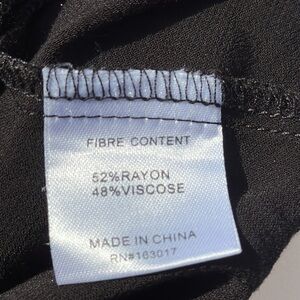 FIBRE CONTENT
52%RAYON
48%VISCOSE
MADE IN CHINA
RN#163017